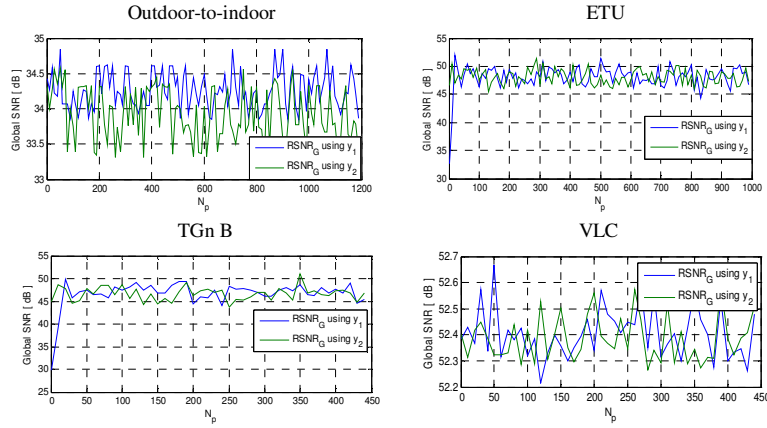 Outdoor-to-indoor
Global SNR [ dB ]
35
34.5
34
33.5
33
0 200 400 600 800 1000 1200
N_p
RSNR_G using y_1
RSNR_G using y_2
ETU
Global SNR [ dB ]
55
50
45
40
35
30
0 100 200 300 400 500 600 700 800 900 1000
N_p
RSNR_G using y_1
RSNR_G using y_2
TGn B
Global SNR [ dB ]
55
50
45
40
35
30
25
0 50 100 150 200 250 300 350 400 450
N_p
RSNR_G using y_1
RSNR_G using y_2
VLC
Global SNR [ dB ]
52.7
52.6
52.5
52.4
52.3
52.2
0 50 100 150 200 250 300 350 400 450
N_p
RSNR_G using y_1
RSNR_G using y_2